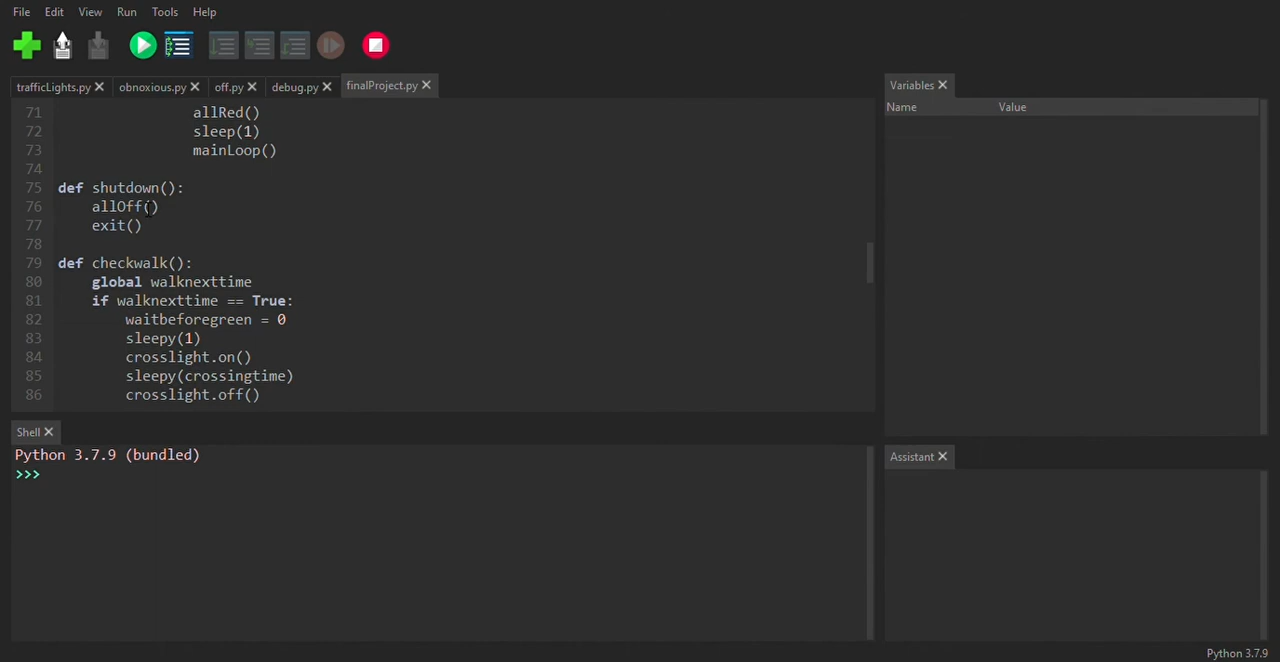 File Edit View Run Tools Help
trafficLights.py obnoxious.py off.py debug.py finalProject.py
71 allRed()
72 sleep(1)
73 mainLoop()
74
75 def shutdown():
76 allOff()
77 exit()
78
79 def checkwalk():
80 global walknexttime
81 if walknexttime == True:
82 waitbeforegreen = 0
83 sleepy(1)
84 crosslight.on()
85 sleepy(crossingtime)
86 crosslight.off()
Variables
Name Value
Shell
Python 3.7.9 (bundled)
>>>
Assistant
Python 3.7.9